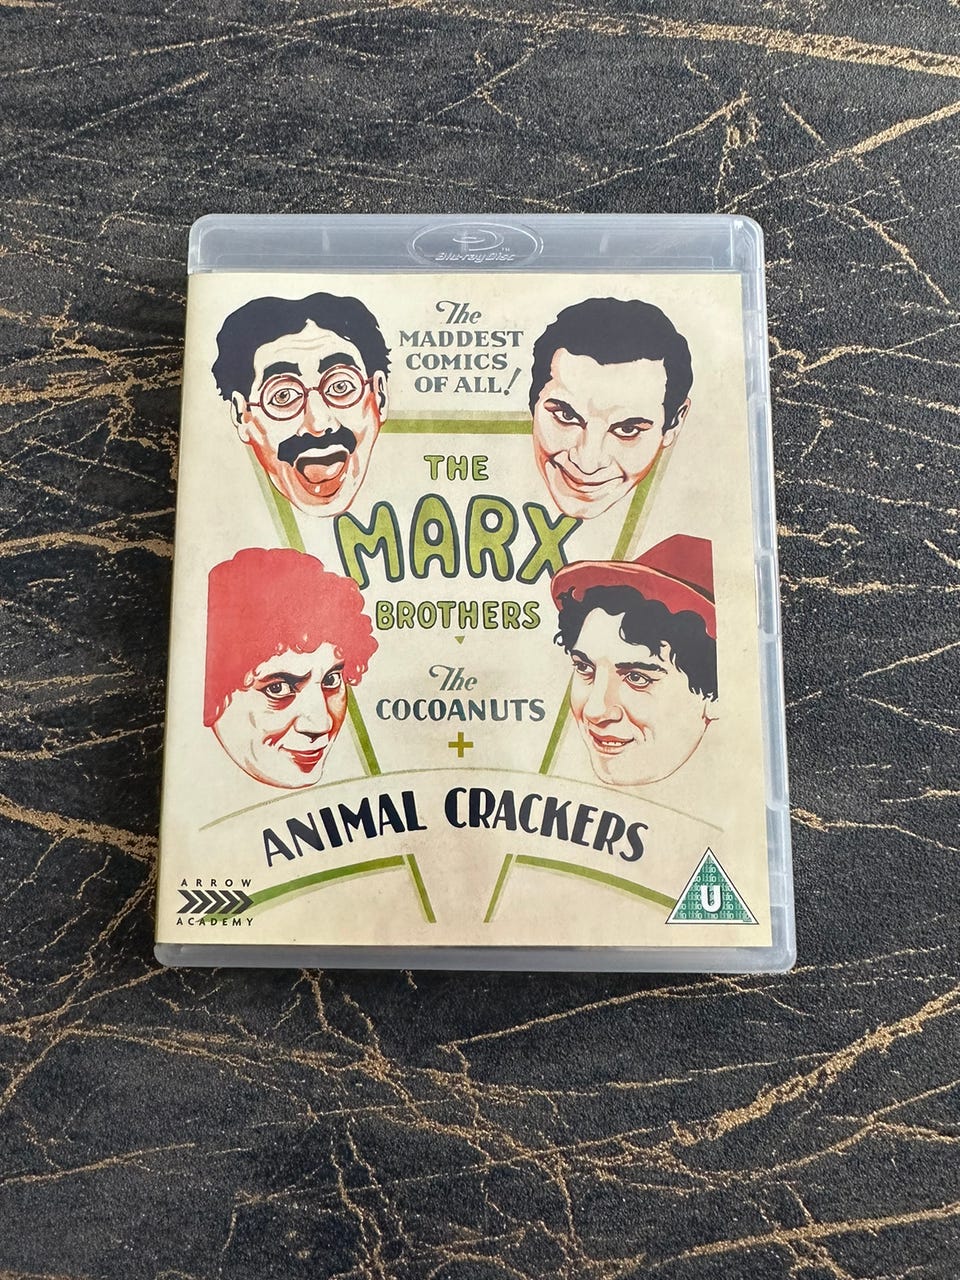 Blu-ray Disc
The
MADDEST
COMICS
OF ALL!
THE
MARX
BROTHERS
The
COCOANUTS
+
ANIMAL CRACKERS
ARROW
ACADEMY
U